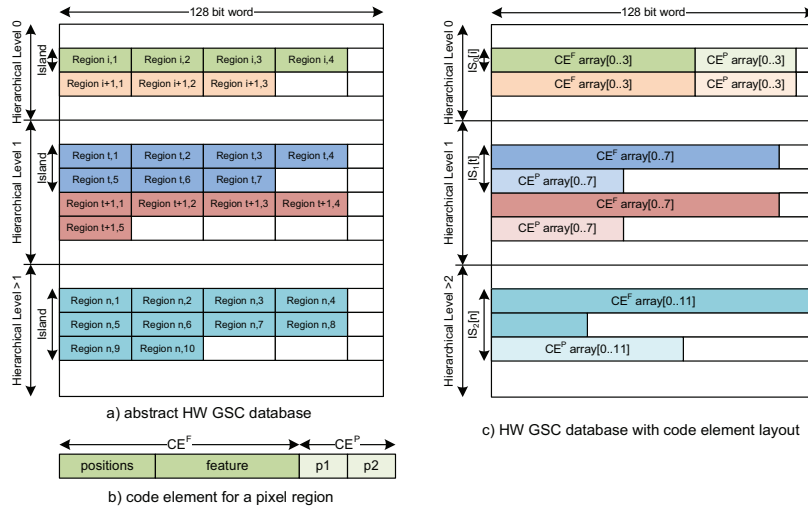 128 bit word
Hierarchical Level 0
Island
Region i,1 Region i,2 Region i,3 Region i,4
Region i+1,1 Region i+1,2 Region i+1,3
Hierarchical Level 1
Island
Region t,1 Region t,2 Region t,3 Region t,4
Region t,5 Region t,6 Region t,7
Region t+1,1 Region t+1,2 Region t+1,3 Region t+1,4
Region t+1,5
Hierarchical Level >1
Island
Region n,1 Region n,2 Region n,3 Region n,4
Region n,5 Region n,6 Region n,7 Region n,8
Region n,9 Region n,10
a) abstract HW GSC database
CE^F CE^P
positions feature p1 p2
b) code element for a pixel region
128 bit word
Hierarchical Level 0
IS_0[i]
CE^F array[0..3] CE^P array[0..3]
CE^F array[0..3] CE^P array[0..3]
Hierarchical Level 1
IS_1[t]
CE^F array[0..7]
CE^P array[0..7]
CE^F array[0..7]
CE^P array[0..7]
Hierarchical Level >2
IS_2[n]
CE^F array[0..11]
CE^P array[0..11]
c) HW GSC database with code element layout